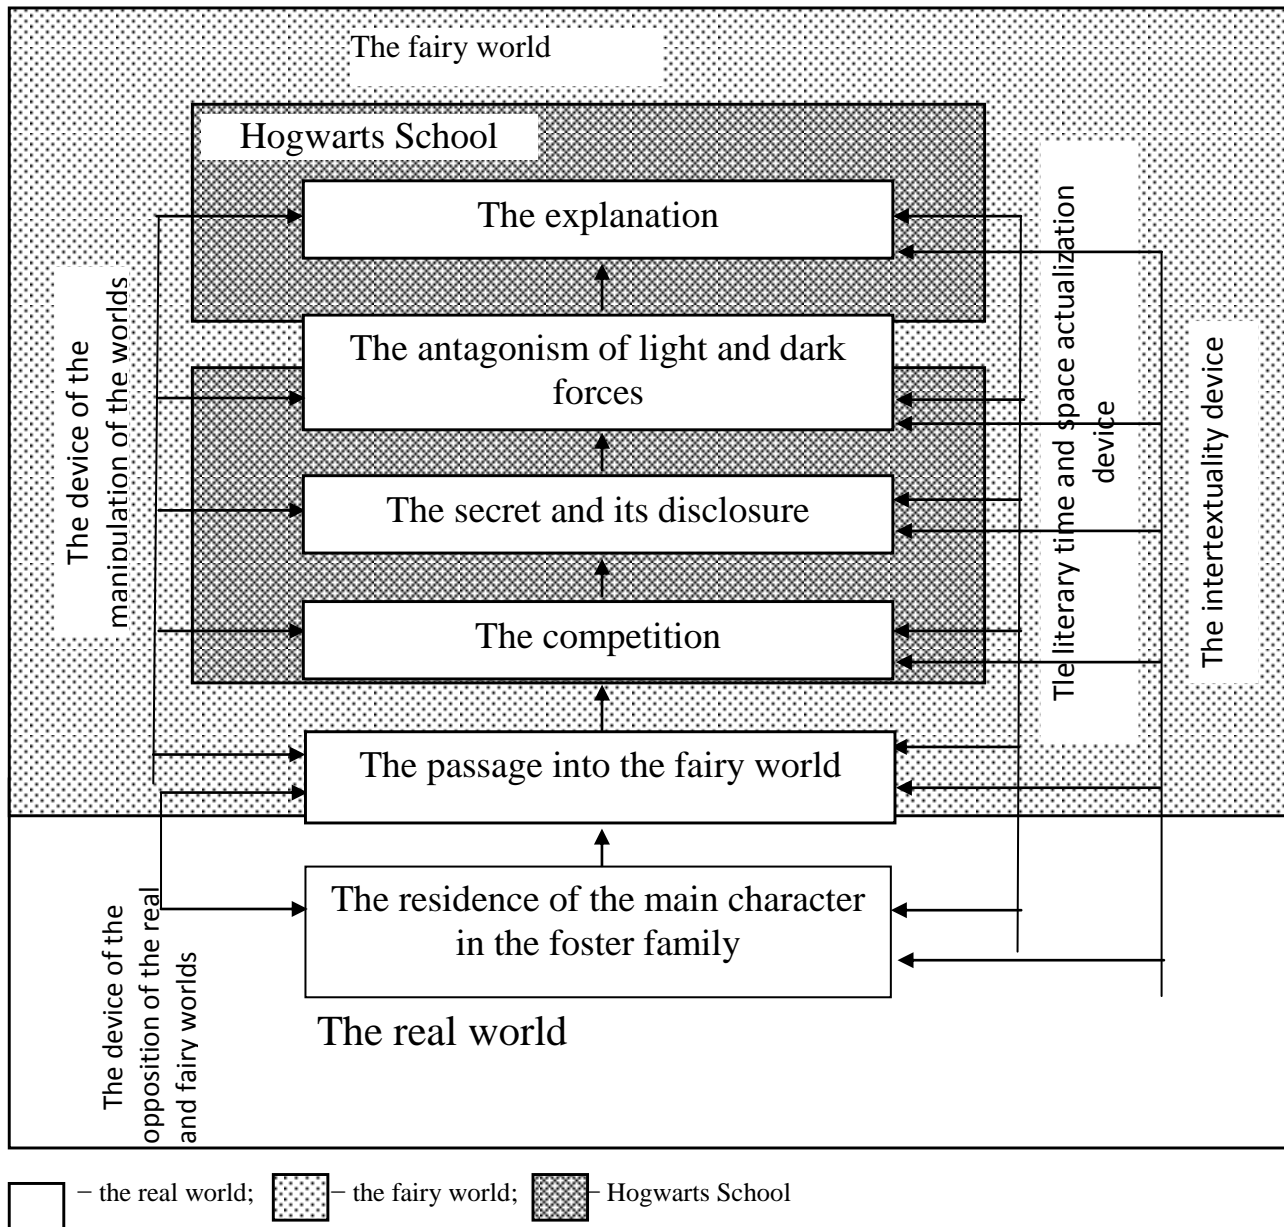 The fairy world
Hogwarts School
The explanation
The antagonism of light and dark
forces
The secret and its disclosure
The competition
The passage into the fairy world
The residence of the main character
in the foster family
The real world
The device of the
manipulation of the worlds
The device of the
opposition of the real
and fairy worlds
Tle literary time and space actualization
device
The intertextuality device
– the real world;
– the fairy world;
– Hogwarts School